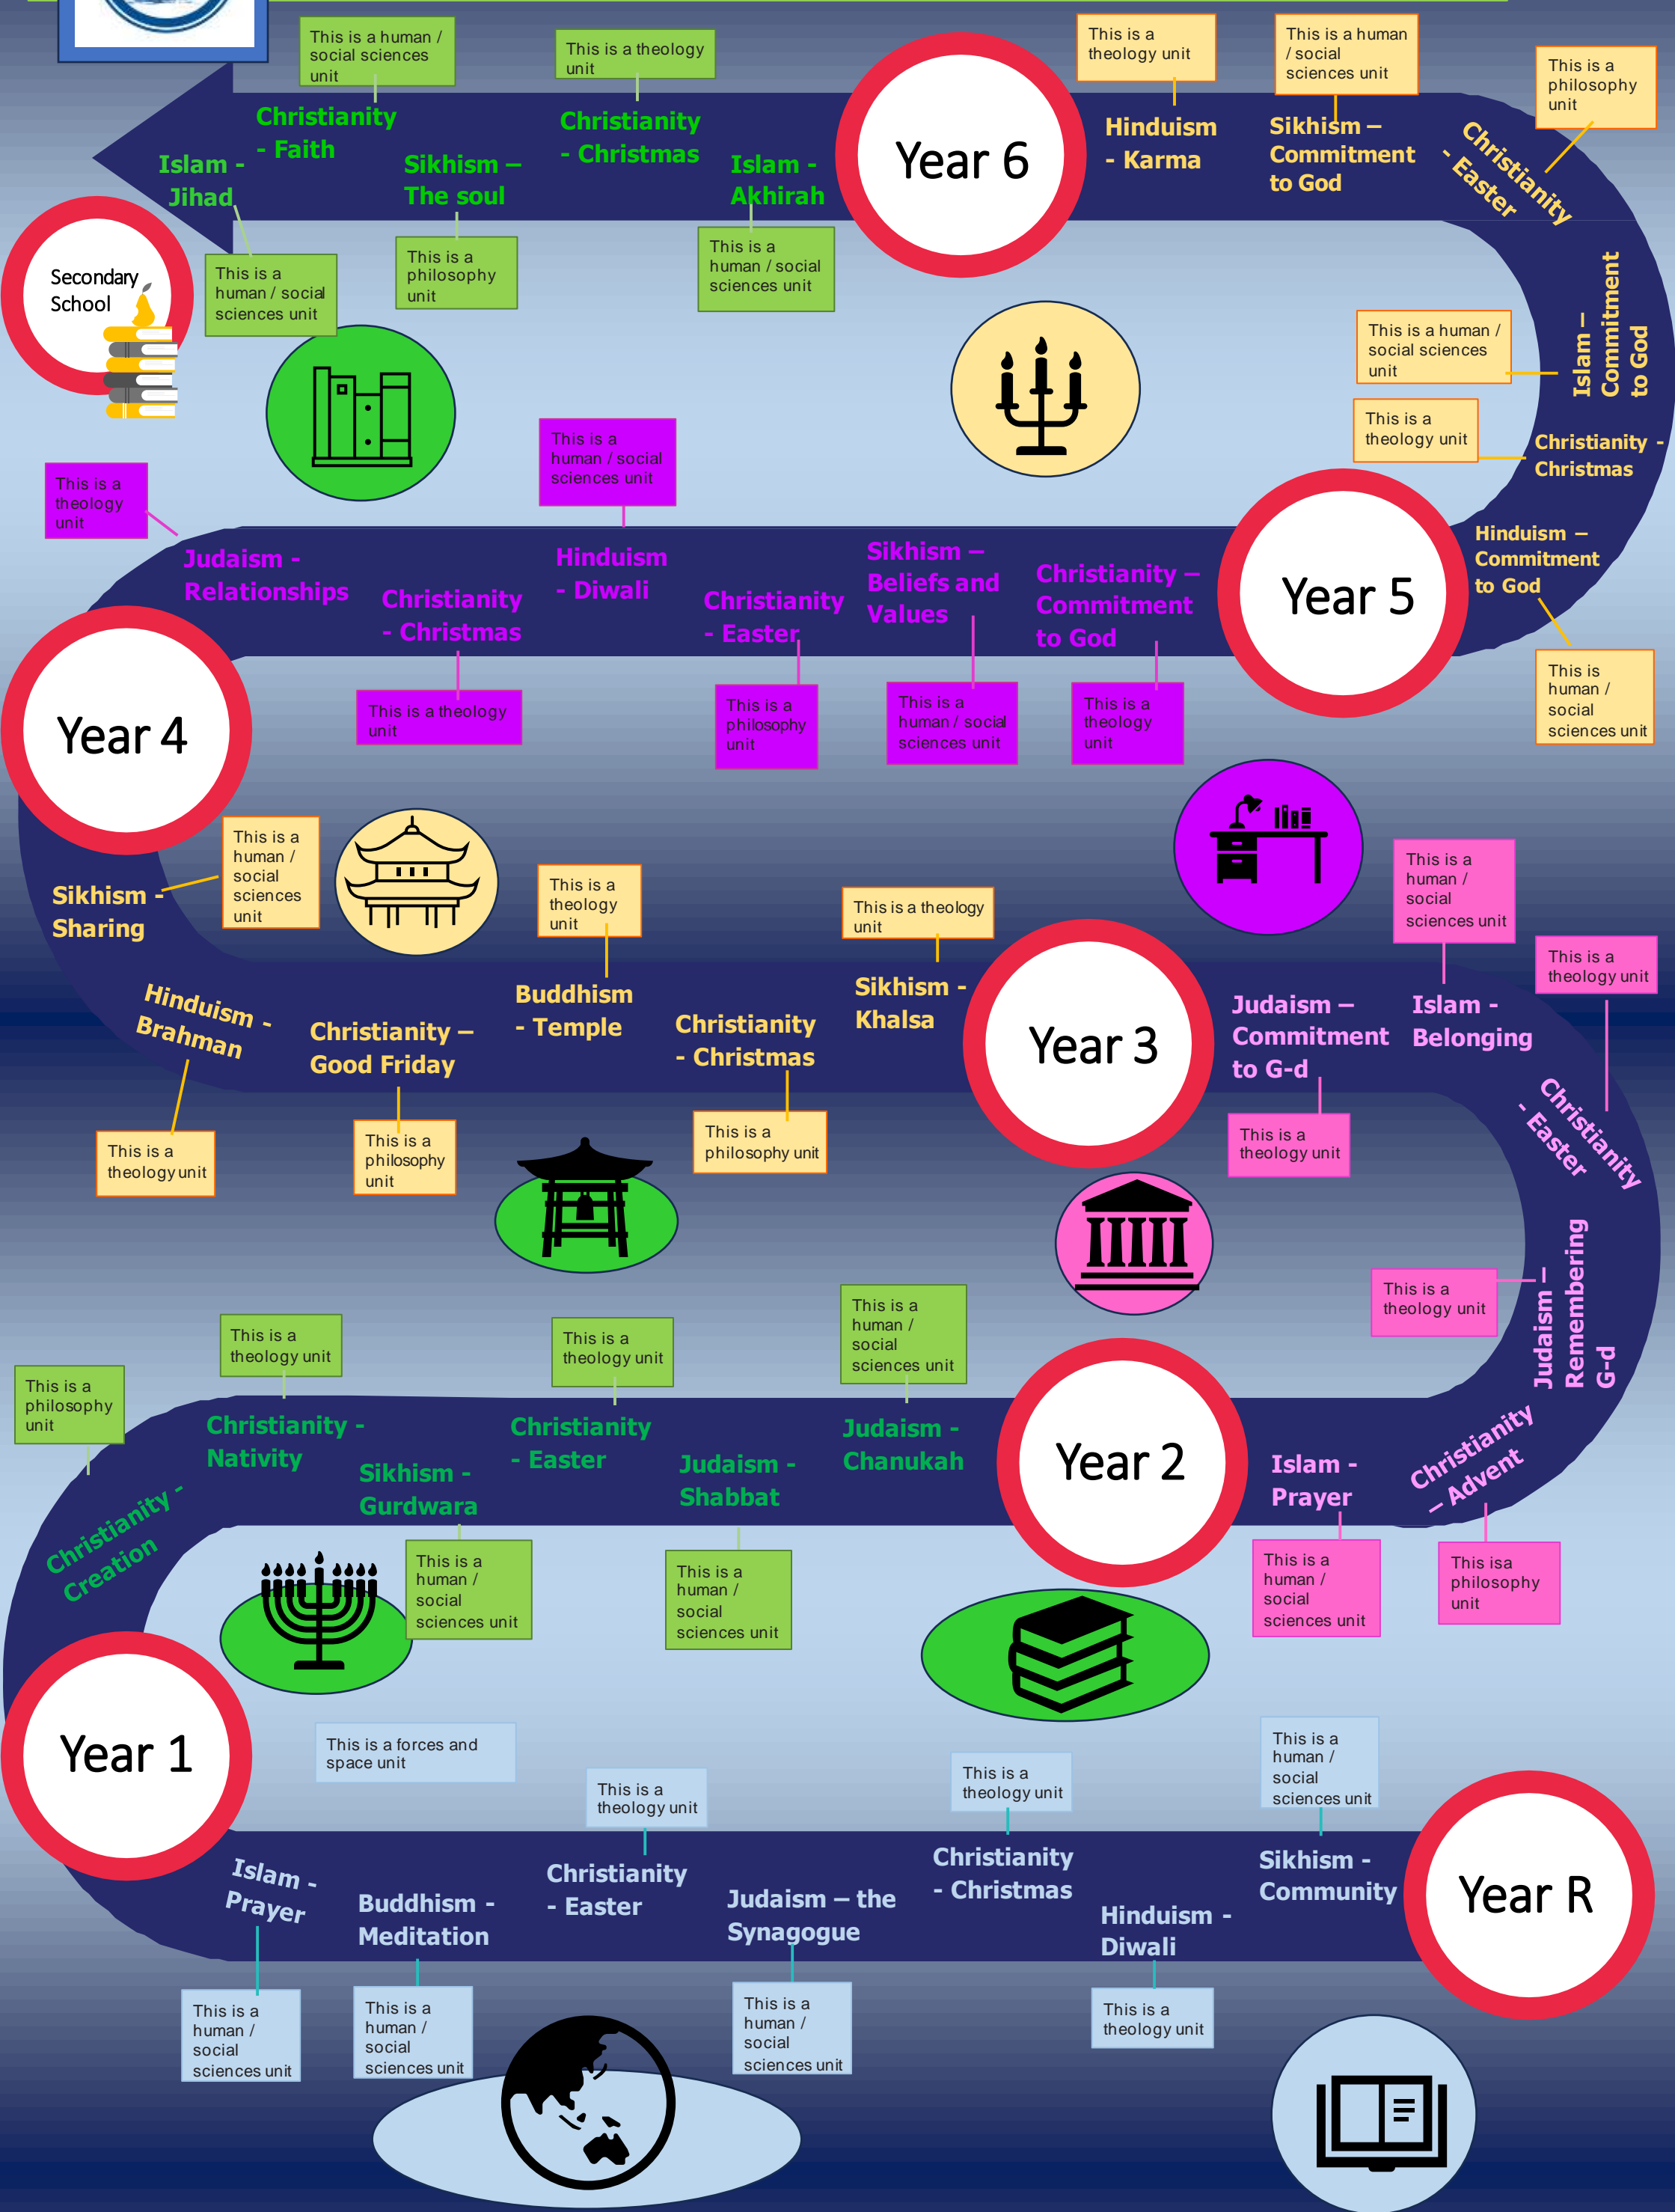 This is a human /
social sciences
unit
This is a theology
unit
This is a
theology unit
This is a human
/ social
sciences unit
This is a
philosophy
unit
Christianity
- Faith
Christianity
- Christmas
Year 6
Hinduism
- Karma
Sikhism –
Commitment
to God
Christianity
- Easter
Islam -
Jihad
Sikhism –
The soul
Islam -
Akhirah
Secondary
School
This is a
human / social
sciences unit
This is a
philosophy
unit
This is a
human / social
sciences unit
Islam –
Commitment
to God
This is a human /
social sciences
unit
This is a
theology unit
Christianity -
Christmas
This is a
human / social
sciences unit
This is a
theology
unit
Judaism -
Relationships
Christianity
- Christmas
Hinduism
- Diwali
Christianity
- Easter
Sikhism –
Beliefs and
Values
Christianity –
Commitment
to God
Year 5
Hinduism –
Commitment
to God
This is
human /
social
sciences unit
Year 4
This is a theology
unit
This is a
philosophy
unit
This is a
human / social
sciences unit
This is a
theology
unit
Sikhism -
Sharing
This is a
human /
social
sciences
unit
This is a
theology
unit
This is a theology
unit
This is a
human /
social
sciences unit
This is a
theology unit
Hinduism -
Brahman
Christianity –
Good Friday
Buddhism
- Temple
Christianity
- Christmas
Sikhism -
Khalsa
Year 3
Judaism –
Commitment
to G-d
Islam -
Belonging
Christianity
- Easter
This is a
theology unit
This is a
philosophy
unit
This is a
philosophy unit
This is a
theology unit
This is a
theology unit
Judaism –
Remembering
G-d
This is a
philosophy
unit
This is a
theology unit
This is a
theology unit
This is a
human /
social
sciences unit
Christianity -
Creation
Christianity -
Nativity
Sikhism -
Gurdwara
Christianity
- Easter
Judaism -
Shabbat
Judaism -
Chanukah
Year 2
Islam -
Prayer
Christianity
– Advent
This is a
human /
social
sciences unit
This is a
human /
social
sciences unit
This is a
human /
social
sciences unit
This isa
philosophy
unit
Year 1
This is a forces and
space unit
This is a
theology unit
This is a
theology unit
This is a
human /
social
sciences unit
Islam -
Prayer
Buddhism -
Meditation
Christianity
- Easter
Judaism – the
Synagogue
Christianity
- Christmas
Hinduism -
Diwali
Sikhism -
Community
Year R
This is a
human /
social
sciences unit
This is a
human /
social
sciences unit
This is a
human /
social
sciences unit
This is a
theology unit